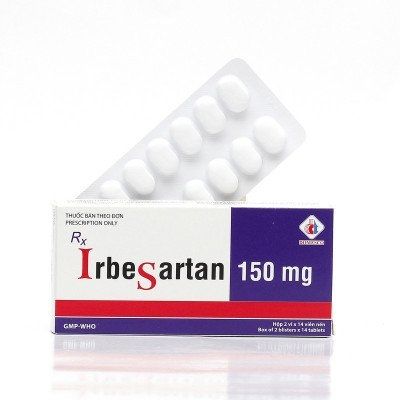 THUỐC BÁN THEO ĐƠN
PRESCRIPTION ONLY
Rx
IrbeSartan 150 mg
DOMESCO
GMP-WHO
Hộp 2 vỉ x 14 viên nén
Box of 2 blisters x 14 tablets